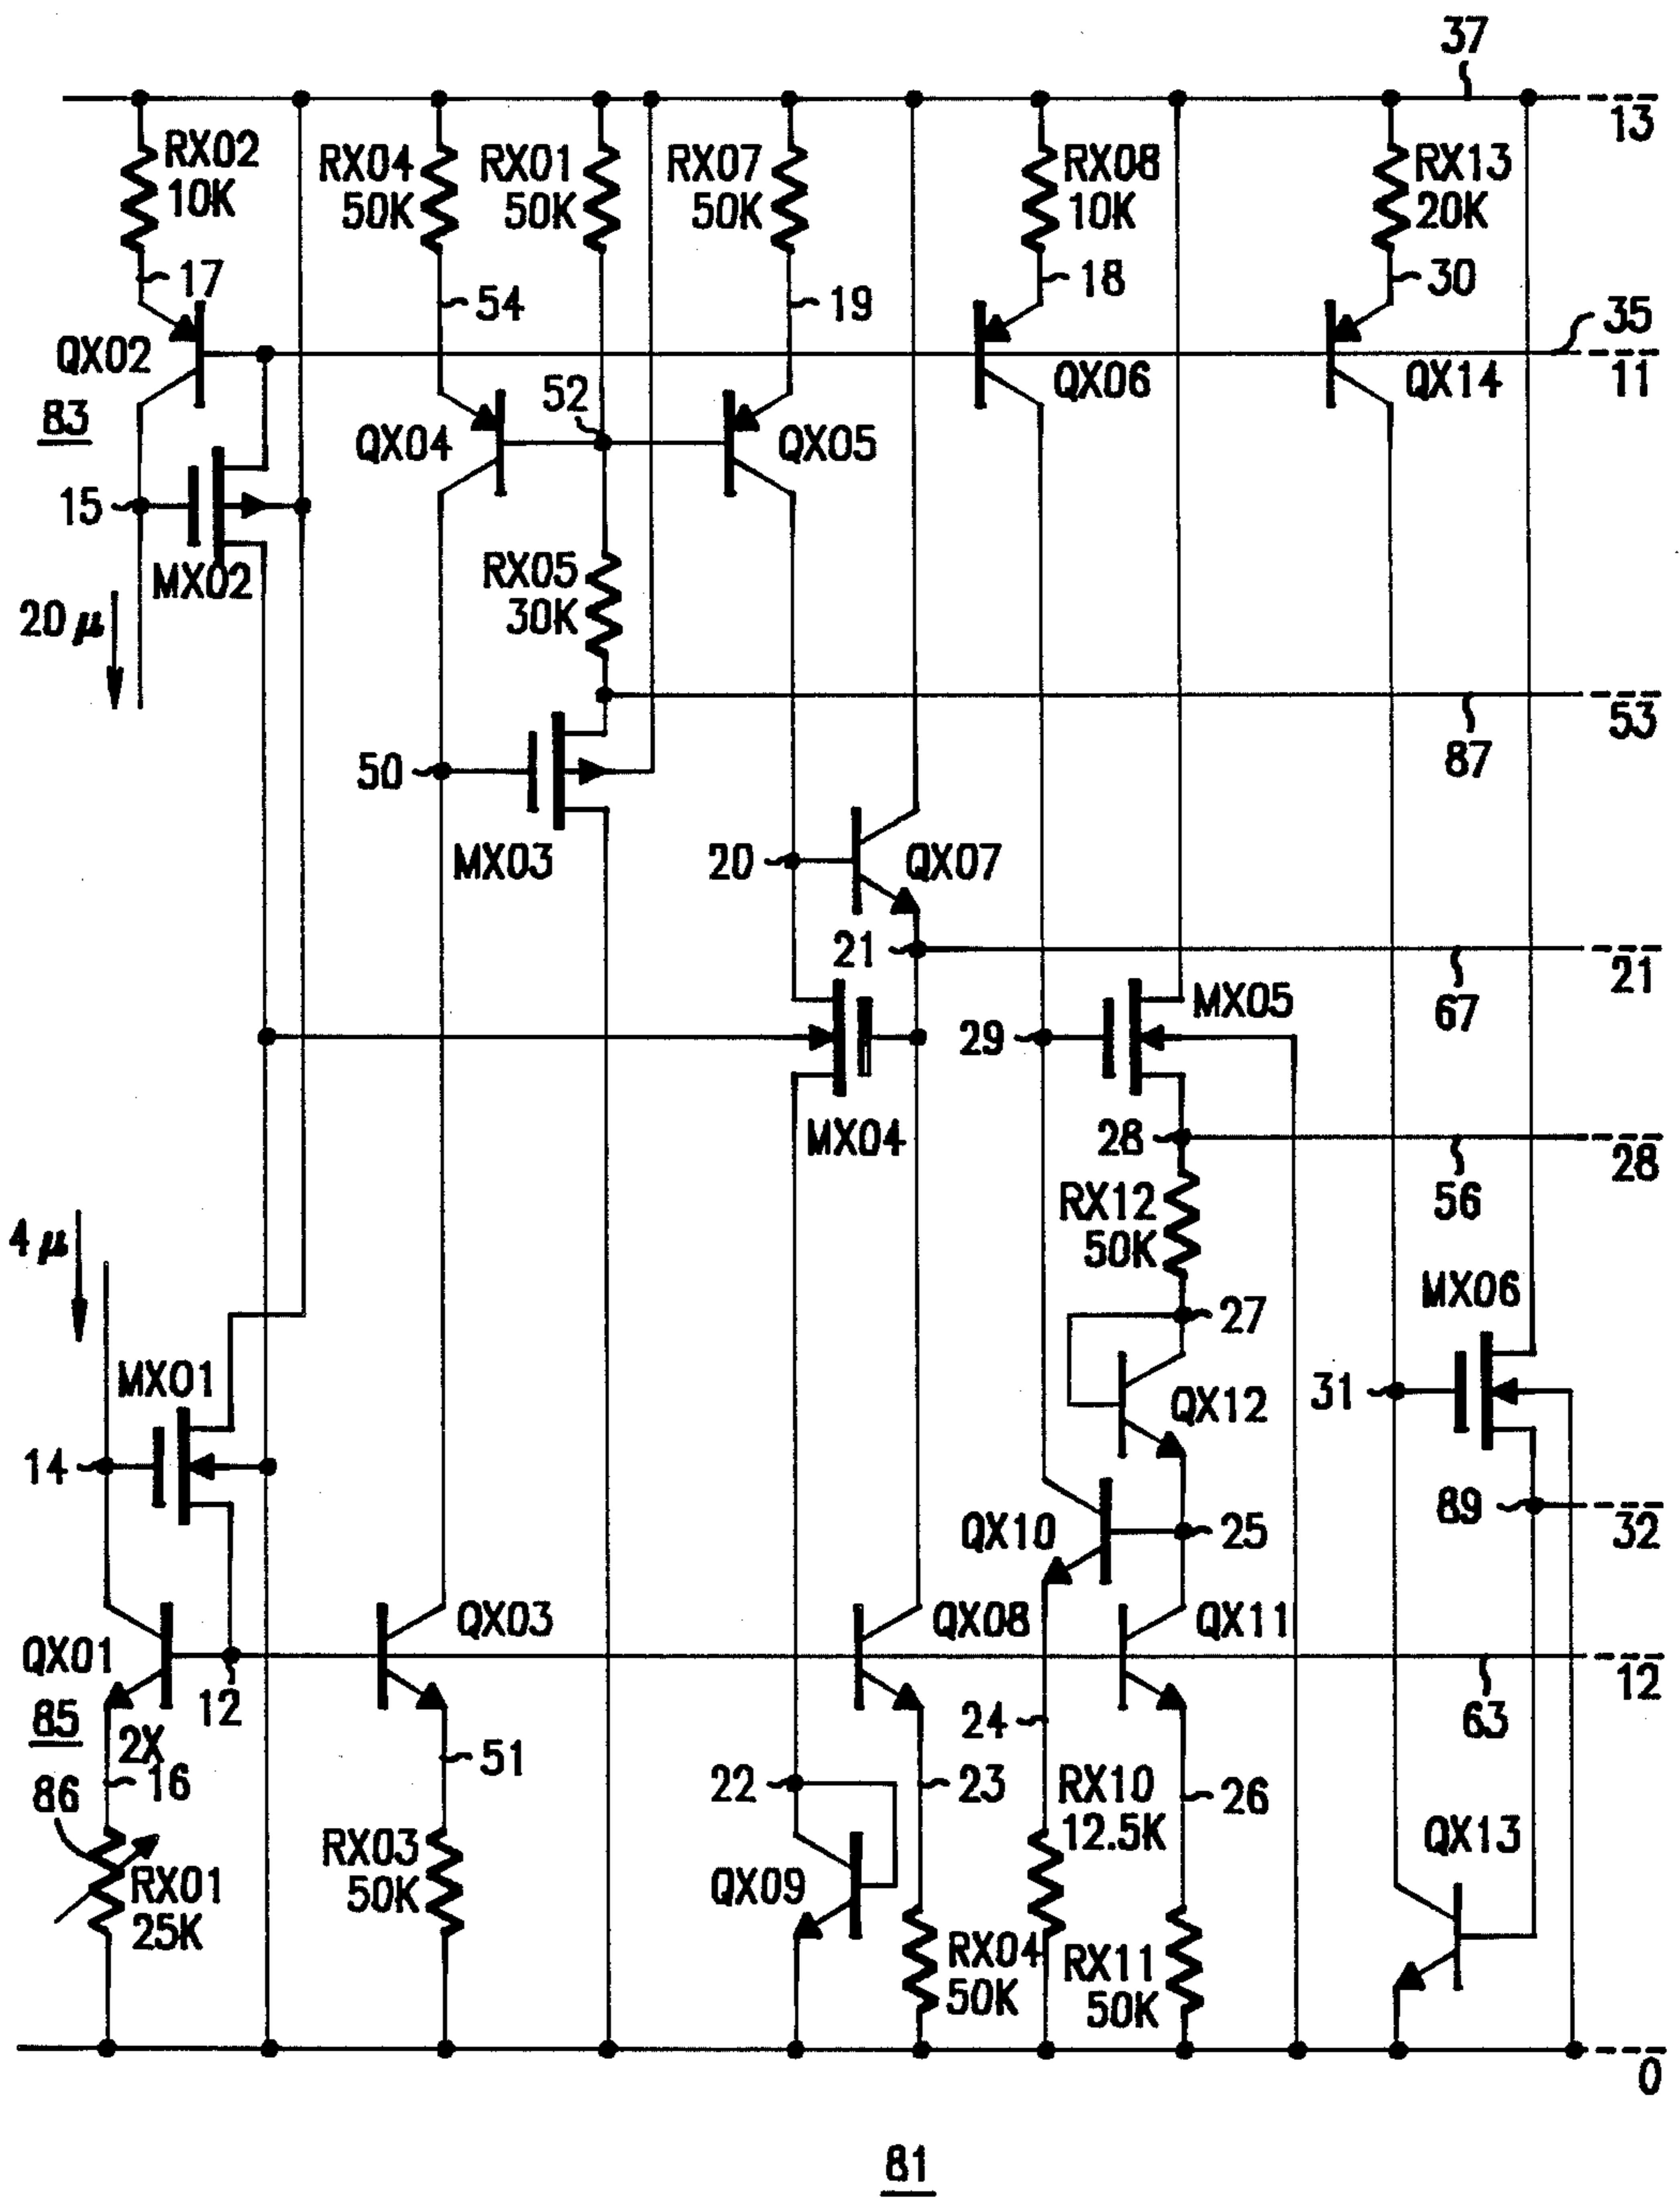 37
13
RX02
10K
RX04
50K
RX01
50K
RX07
50K
RX08
10K
RX13
20K
17
54
19
18
30
35
11
QX02
83
QX04
52
QX05
QX06
QX14
15
MX02
20 μ
RX05
30K
53
87
50
MX03
20
QX07
21
21
67
29
MX05
MX04
28
28
56
RX12
50K
4 μ
27
MX06
MX01
QX12
31
14
89
32
QX10
25
QX01
QX03
QX08
QX11
12
12
63
85
2X
16
51
22
23
24
26
86
RX01
25K
RX03
50K
QX09
RX10
12.5K
QX13
RX04
50K
RX11
50K
0
81